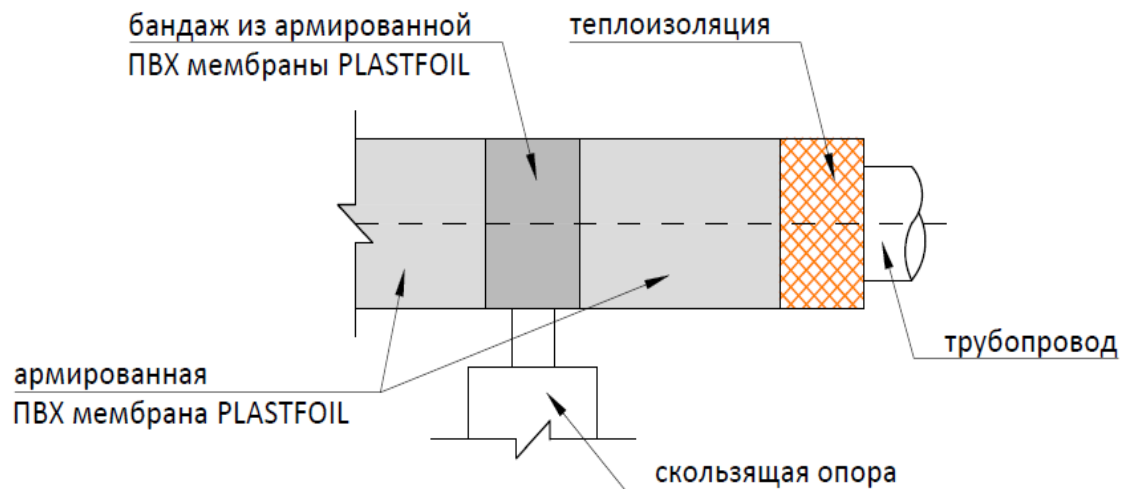 бандаж из армированной
ПВХ мембраны PLASTFOIL
теплоизоляция
трубопровод
армированная
ПВХ мембрана PLASTFOIL
скользящая опора